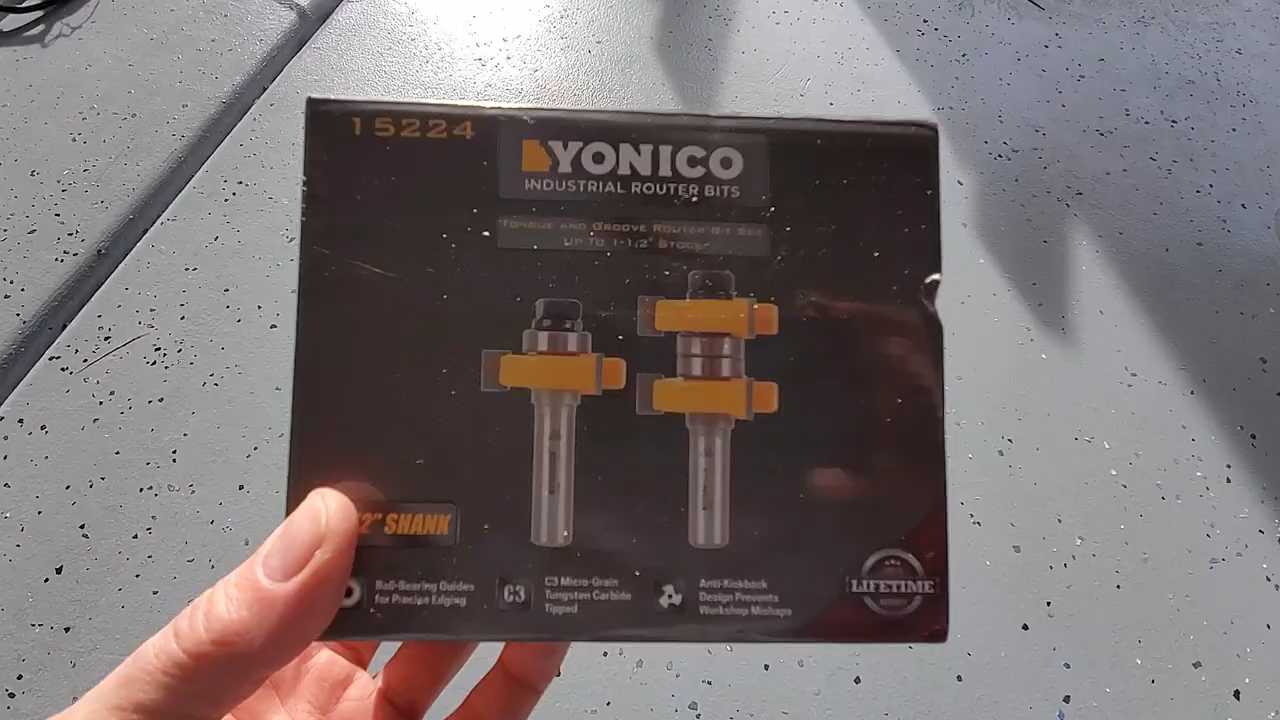 15224
YONICO
INDUSTRIAL ROUTER BITS
Tongue and Groove Router Bit Set
Up To 1-1/2" Stock
2" SHANK
Ball-Bearing Guides
for Precise Edging
C3
C3 Micro-Grain
Tungsten Carbide
Tipped
Anti-Kickback
Design Prevents
Workshop Mishaps
LIFETIME